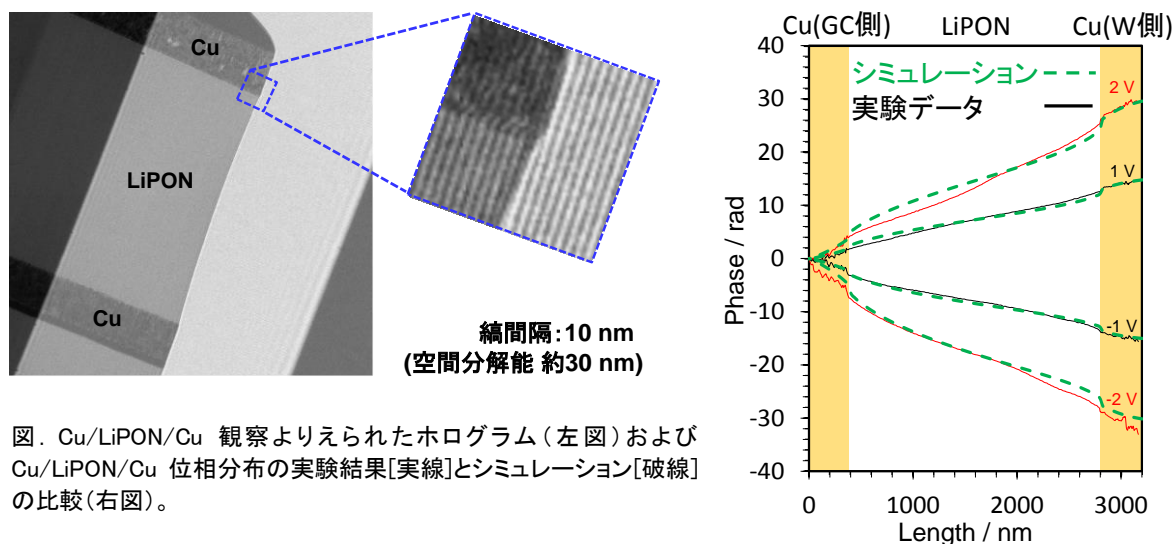 Cu
LiPON
Cu
縞間隔:10 nm
(空間分解能 約30 nm)
図. Cu/LiPON/Cu 観察よりえられたホログラム(左図)および
Cu/LiPON/Cu 位相分布の実験結果[実線]とシミュレーション[破線]
の比較(右図)。
Cu(GC側) LiPON Cu(W側)
シミュレーション
実験データ
2 V
1 V
-1 V
-2 V
Phase / rad
40
30
20
10
0
-10
-20
-30
-40
0 1000 2000 3000
Length / nm